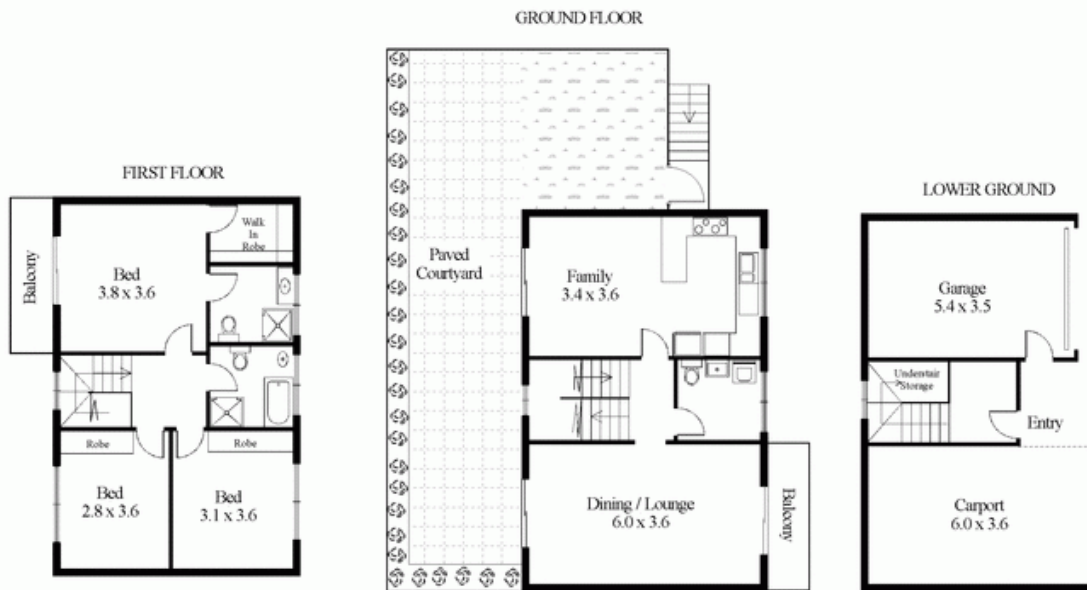 GROUND FLOOR
FIRST FLOOR
Walk
In
Robe
Balcony
Bed
3.8 x 3.6
Robe
Robe
Bed
2.8 x 3.6
Bed
3.1 x 3.6
Paved
Courtyard
Family
3.4 x 3.6
Dining / Lounge
6.0 x 3.6
Balcony
LOWER GROUND
Garage
5.4 x 3.5
Understair
Storage
Entry
Carport
6.0 x 3.6